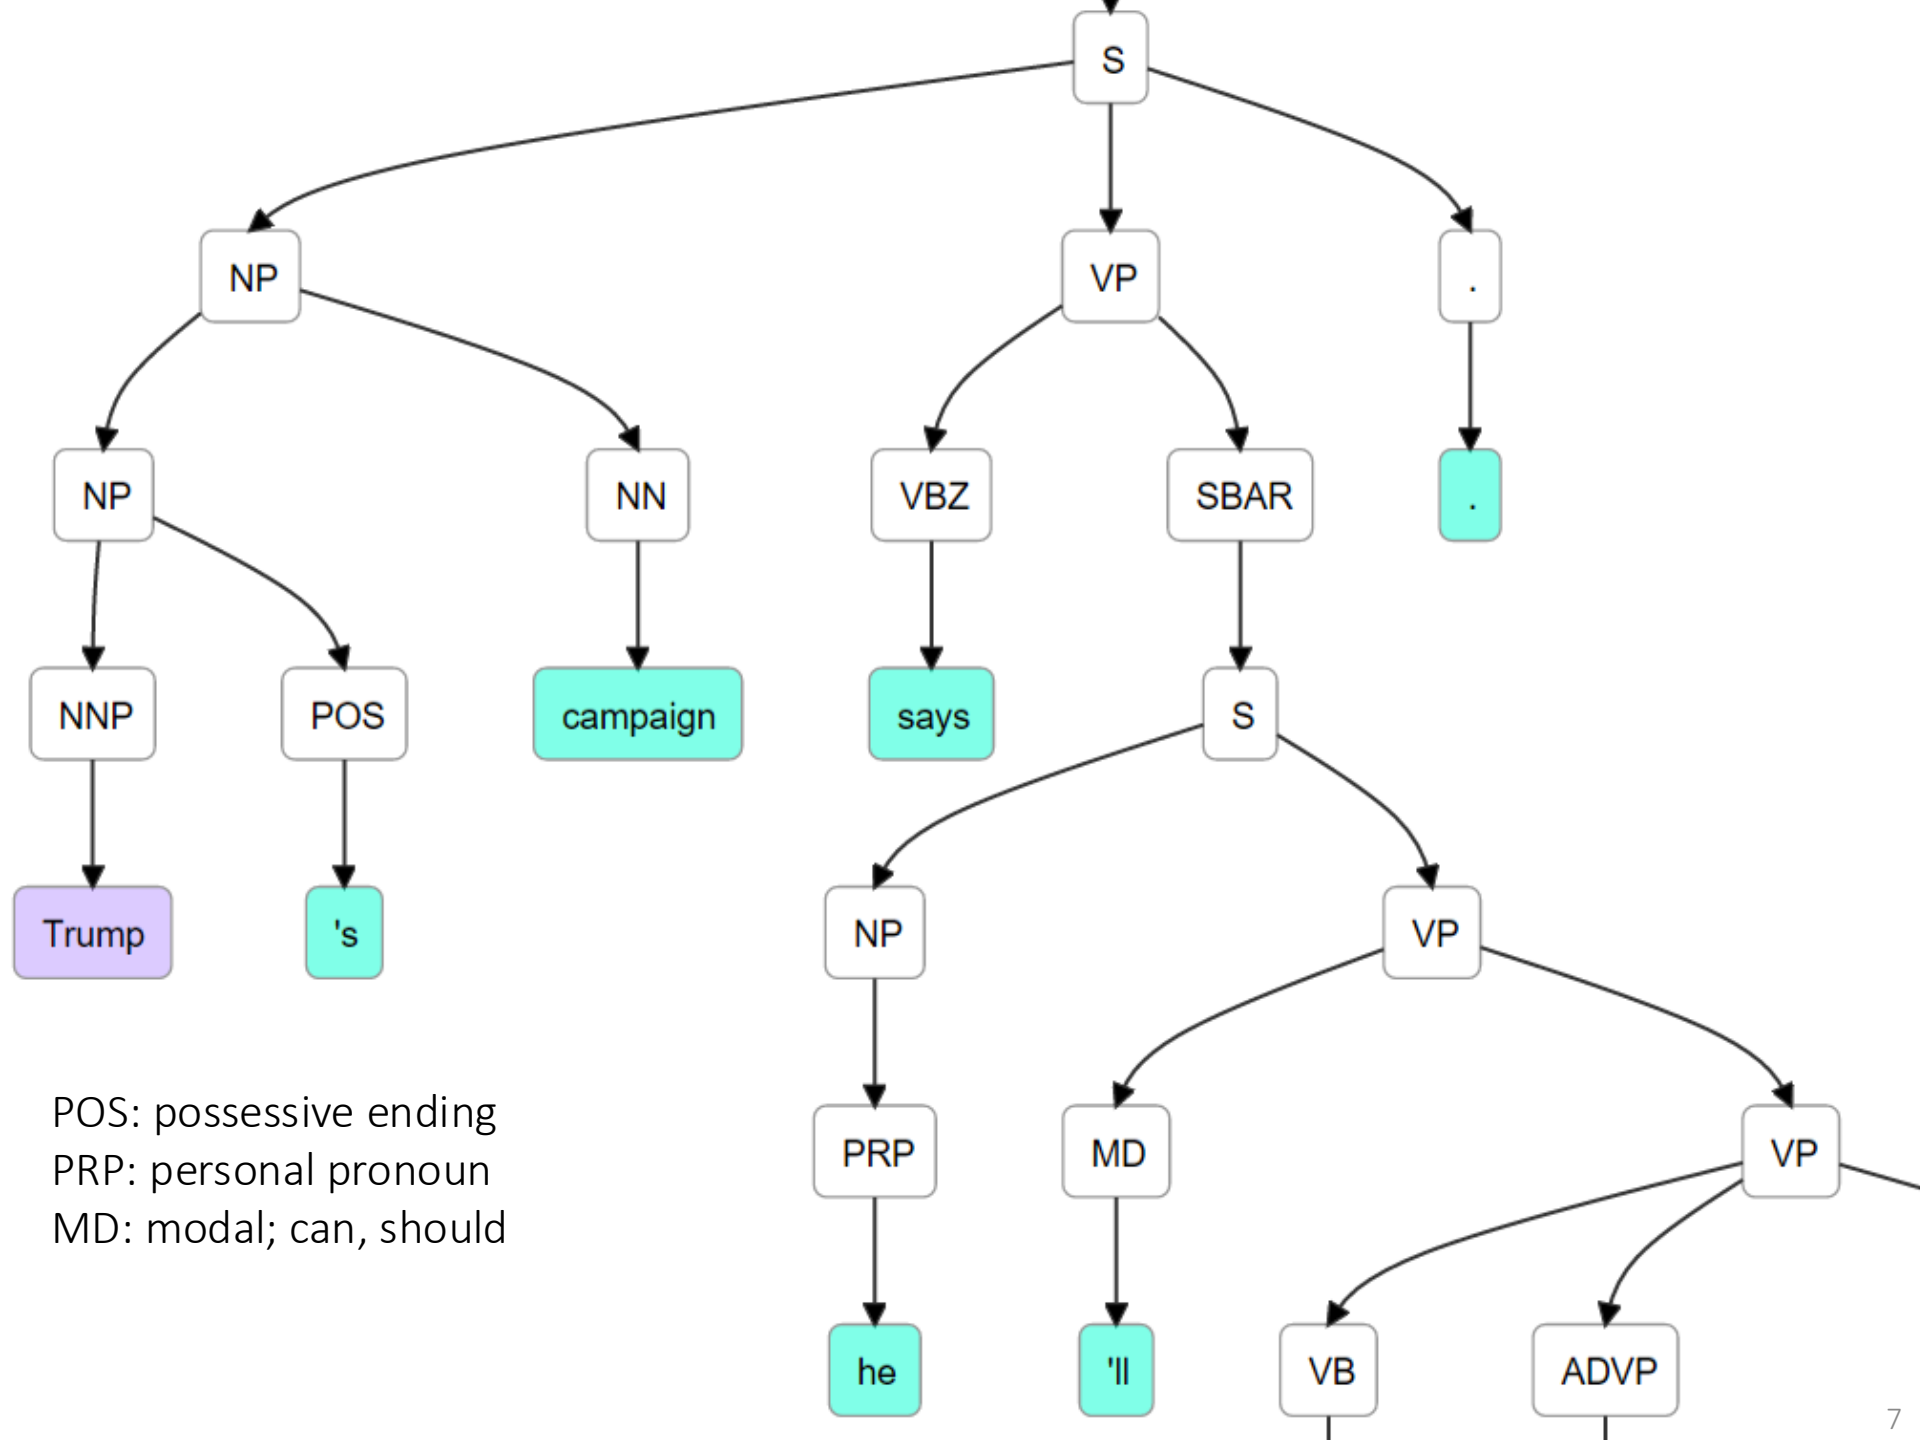 S
NP VP .
NP NN VBZ SBAR .
NNP POS campaign says S
Trump 's NP VP
POS: possessive ending
PRP: personal pronoun
MD: modal; can, should
PRP MD VP
he 'll VB ADVP
7